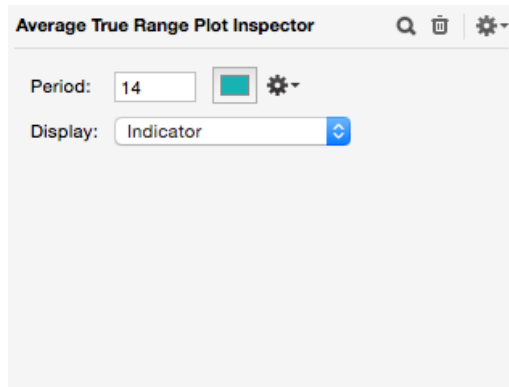 Average True Range Plot Inspector
Period: 14
Display: Indicator